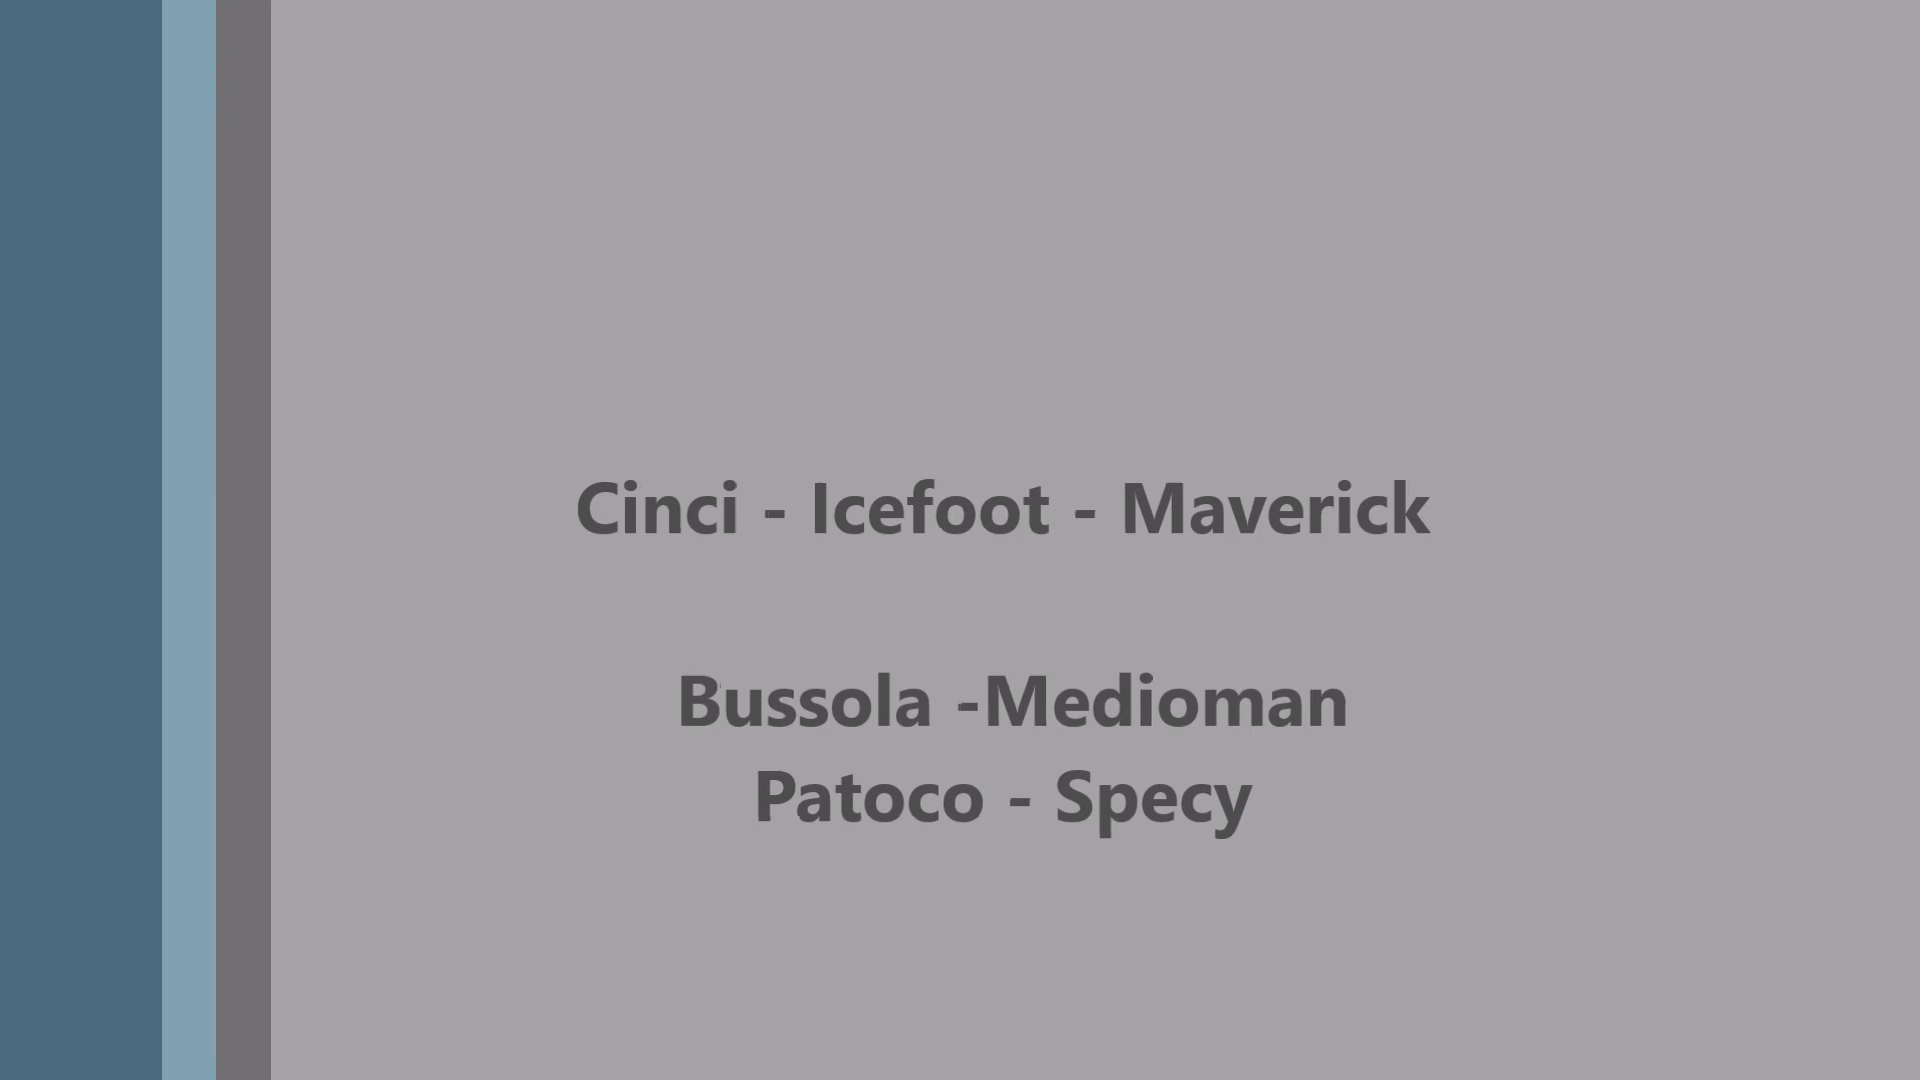 Cinci - Icefoot - Maverick
Bussola -Medioman
Patoco - Specy